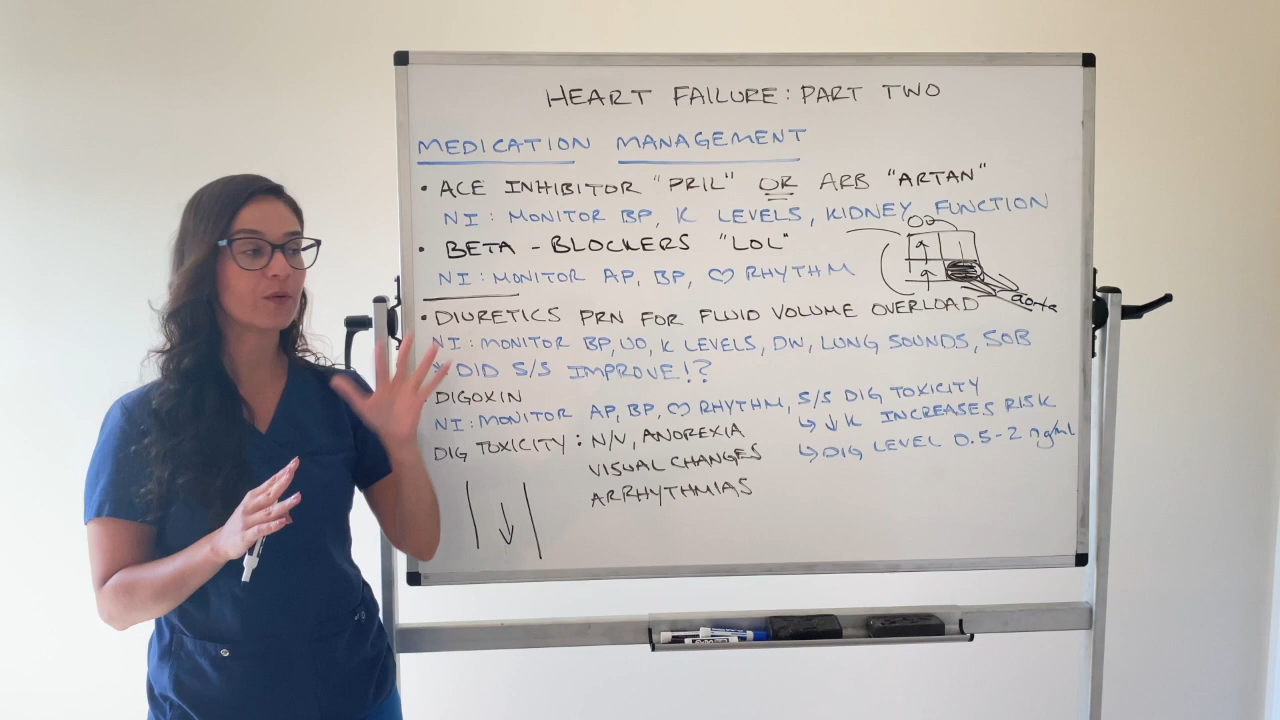 HEART FAILURE: PART TWO
MEDICATION MANAGEMENT
• ACE INHIBITOR "PRIL" OR ARB "ARTAN"
NI: MONITOR BP, K LEVELS, KIDNEY FUNCTION
• BETA-BLOCKERS "LOL"
NI: MONITOR AP, BP, ♡ RHYTHM
O2
aorta
• DIURETICS PRN FOR FLUID VOLUME OVERLOAD
NI: MONITOR BP, UO, K LEVELS, DW, LUNG SOUNDS, SOB
* DID S/S IMPROVE!?
• DIGOXIN
NI: MONITOR AP, BP, ♡ RHYTHM, S/S DIG TOXICITY
↳ ↓ K INCREASES RISK
↳ DIG LEVEL 0.5-2 ng/ml
DIG TOXICITY: N/V, ANOREXIA
VISUAL CHANGES
ARRHYTHMIAS